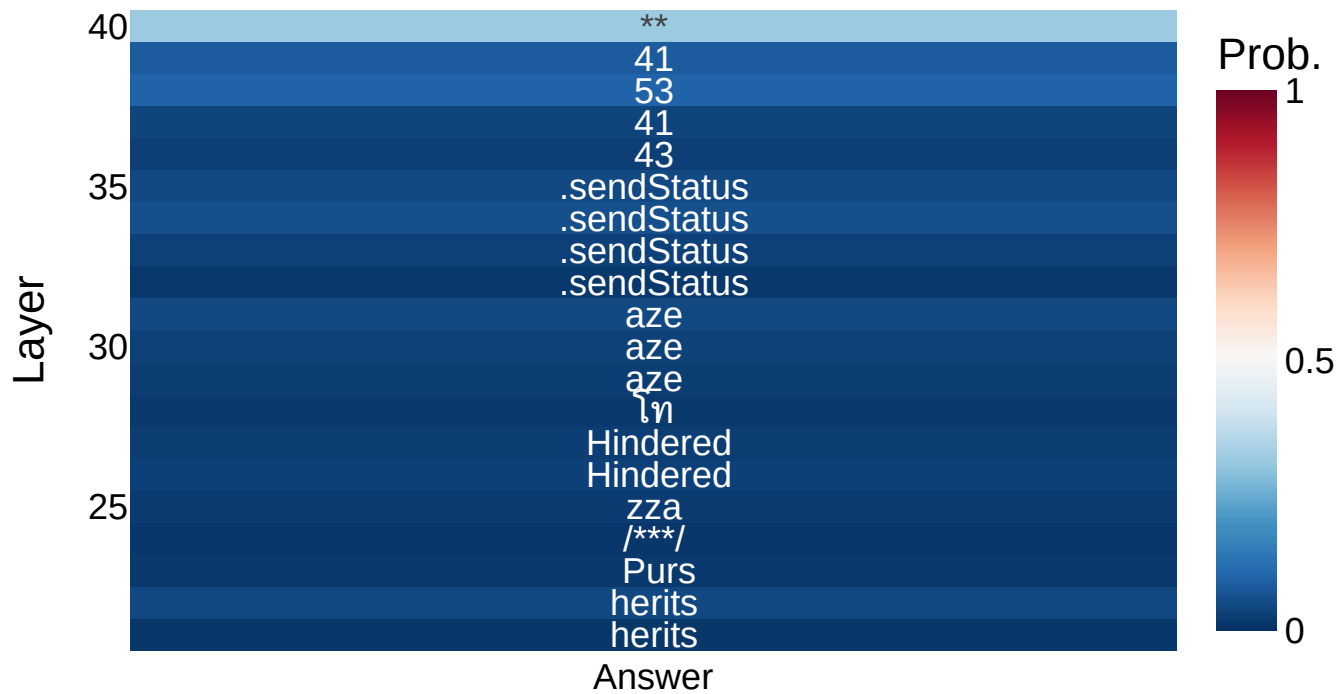 40
**
41
53
41
43
35
.sendStatus
.sendStatus
.sendStatus
.sendStatus
aze
30
aze
aze
โท
Hindered
Hindered
25
zza
/***/
Purs
herits
herits
Answer
Layer
Prob.
1
0.5
0